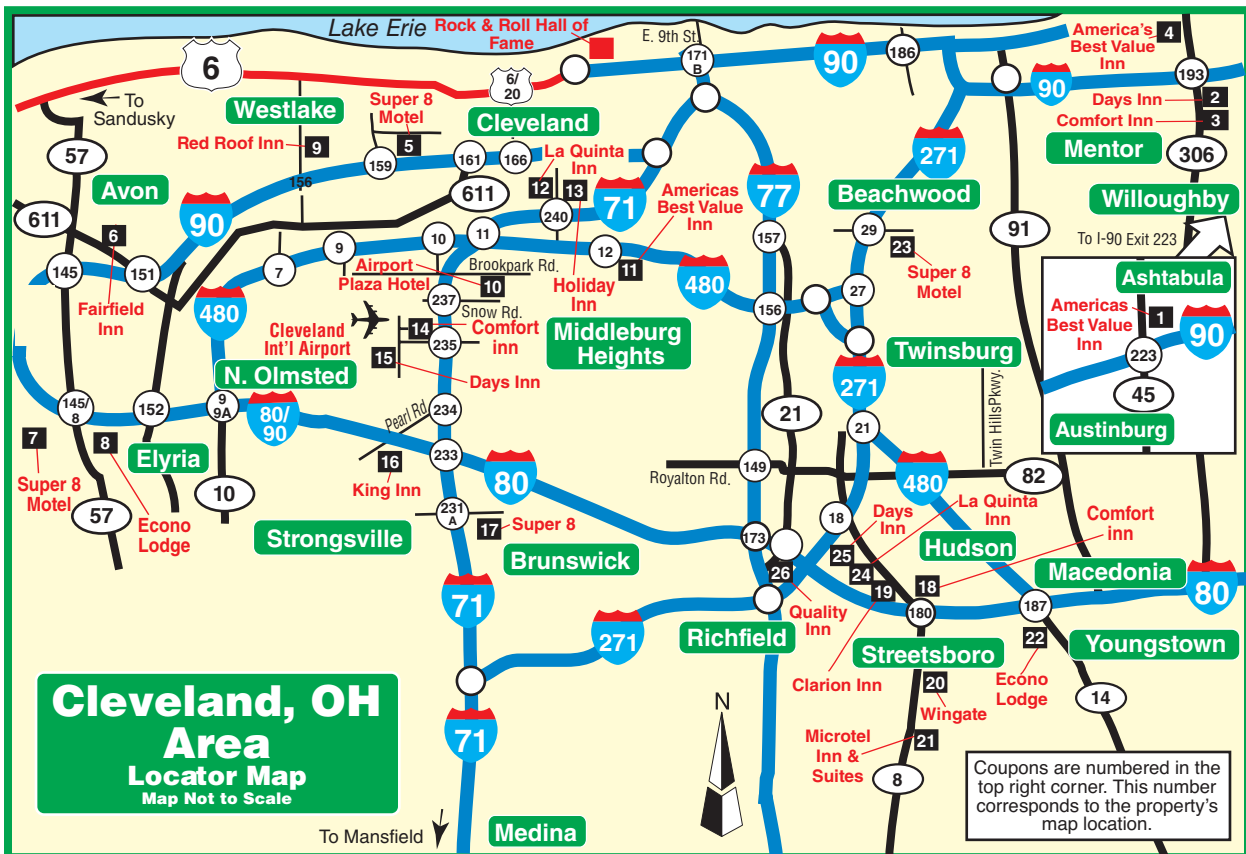 Lake Erie
Rock & Roll Hall of
Fame
E. 9th St.
171
B
90
186
America's
Best Value
Inn
4
193
6
6/
20
90
Days Inn
2
Comfort Inn
3
To
Sandusky
Westlake
Super 8
Motel
5
Cleveland
Mentor
306
57
Red Roof Inn
9
159
161
166
La Quinta
Inn
271
156
Avon
611
12
13
Americas
Best Value
Inn
Beachwood
Willoughby
611
90
71
77
91
6
240
29
To I-90 Exit 223
145
151
7
9
10
11
12
11
157
23
Super 8
Motel
Ashtabula
Fairfield
Inn
Airport
Plaza Hotel
10
Brookpark Rd.
Holiday
Inn
480
27
Americas
Best Value
Inn
1
90
480
237
Snow Rd.
156
223
Cleveland
Int'l Airport
14
Comfort
inn
Middleburg
Heights
Twinsburg
45
15
235
Days Inn
N. Olmsted
271
Twin HillsPkwy.
Austinburg
145/
8
152
9
9A
80/
90
Pearl Rd.
234
21
21
7
8
Elyria
233
16
King Inn
80
Royalton Rd.
149
480
82
Super 8
Motel
57
Econo
Lodge
10
231
A
17
Super 8
18
Days
Inn
La Quinta
Inn
Comfort
inn
Strongsville
Brunswick
173
25
Hudson
24
26
19
18
Macedonia
80
71
271
Quality
Inn
180
187
Richfield
22
Youngstown
Streetsboro
Clarion Inn
20
Econo
Lodge
14
Wingate
Cleveland, OH
Area
Locator Map
Map Not to Scale
71
N
Microtel
Inn &
Suites
21
8
Coupons are numbered in the
top right corner. This number
corresponds to the property's
map location.
To Mansfield
Medina